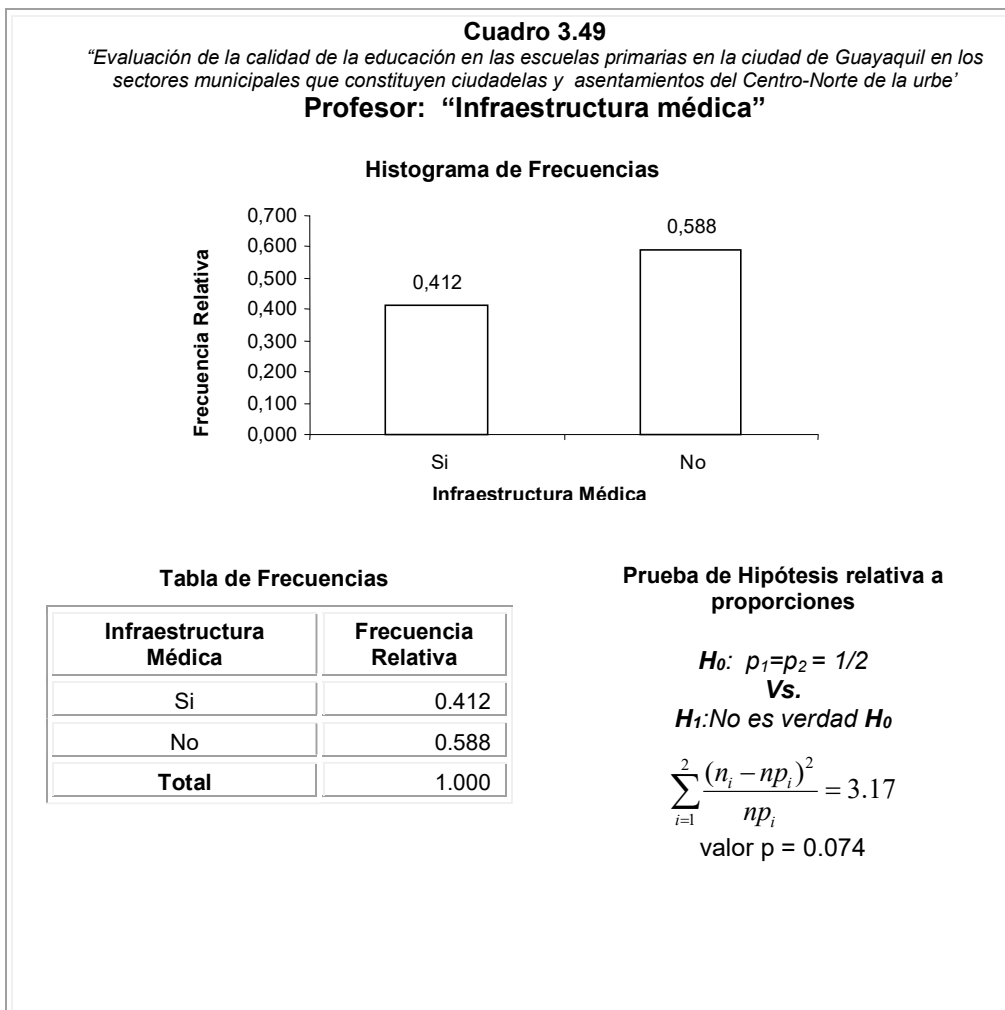 Cuadro 3.49
“Evaluación de la calidad de la educación en las escuelas primarias en la ciudad de Guayaquil en los
sectores municipales que constituyen ciudadelas y asentamientos del Centro-Norte de la urbe’
Profesor: “Infraestructura médica”
Histograma de Frecuencias
Frecuencia Relativa
0,700
0,600
0,500
0,400
0,300
0,200
0,100
0,000
0,412
0,588
Si No
Infraestructura Médica
Tabla de Frecuencias
Infraestructura Médica Frecuencia Relativa
Si 0.412
No 0.588
Total 1.000
Prueba de Hipótesis relativa a
proporciones
H₀: p₁=p₂ = 1/2
Vs.
H₁:No es verdad H₀
∑_{i=1}^{2} (n_i − np_i)² / np_i = 3.17
valor p = 0.074